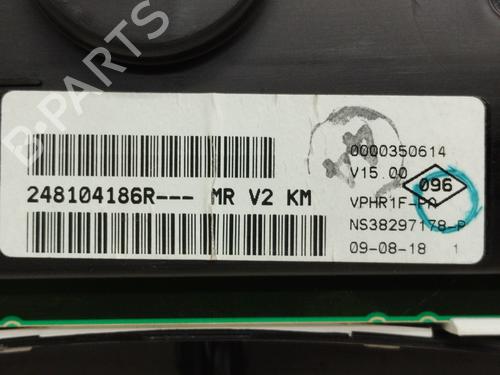 B-PARTS
0000350614
V15.00
096
248104186R--- MR V2 KM
VPHR1F-PA
NS38297178-P
09-08-18 1